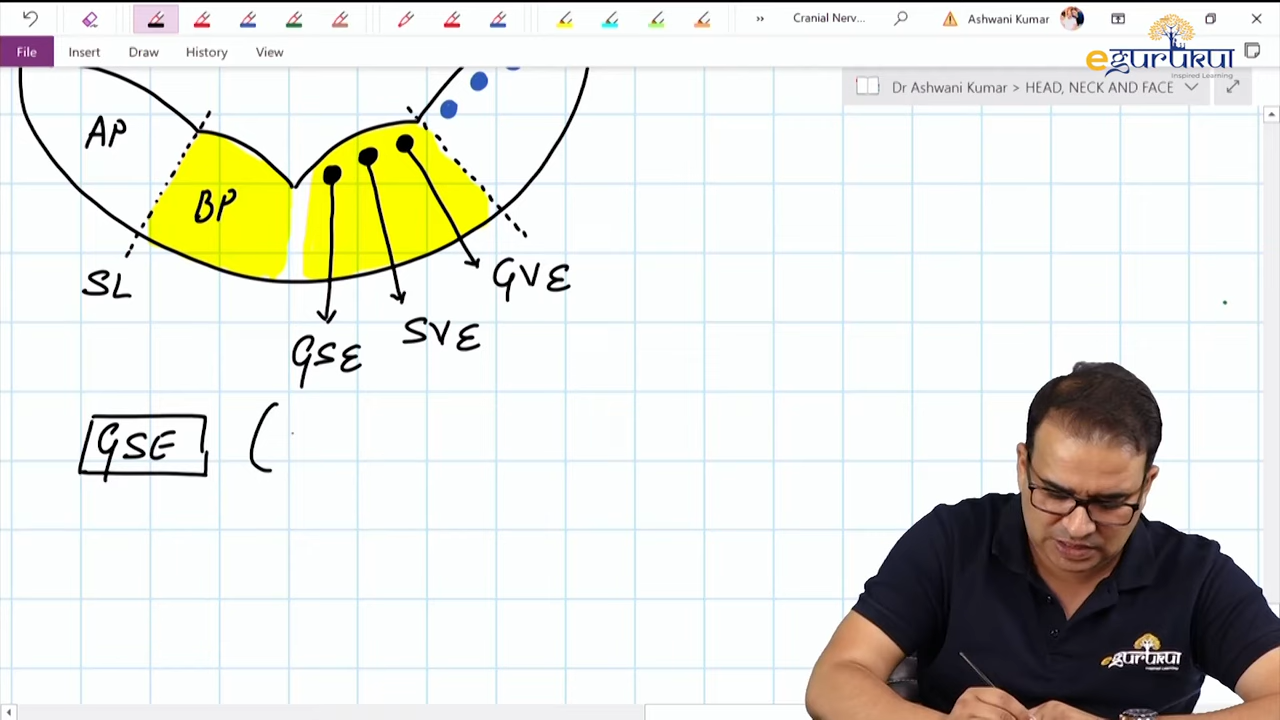 Cranial Nerv...
Ashwani Kumar
File Insert Draw History View
egurukul
Inspired Learning
Dr Ashwani Kumar > HEAD, NECK AND FACE
AP
BP
SL
GVE
SVE
GSE
GSE (
egurukul